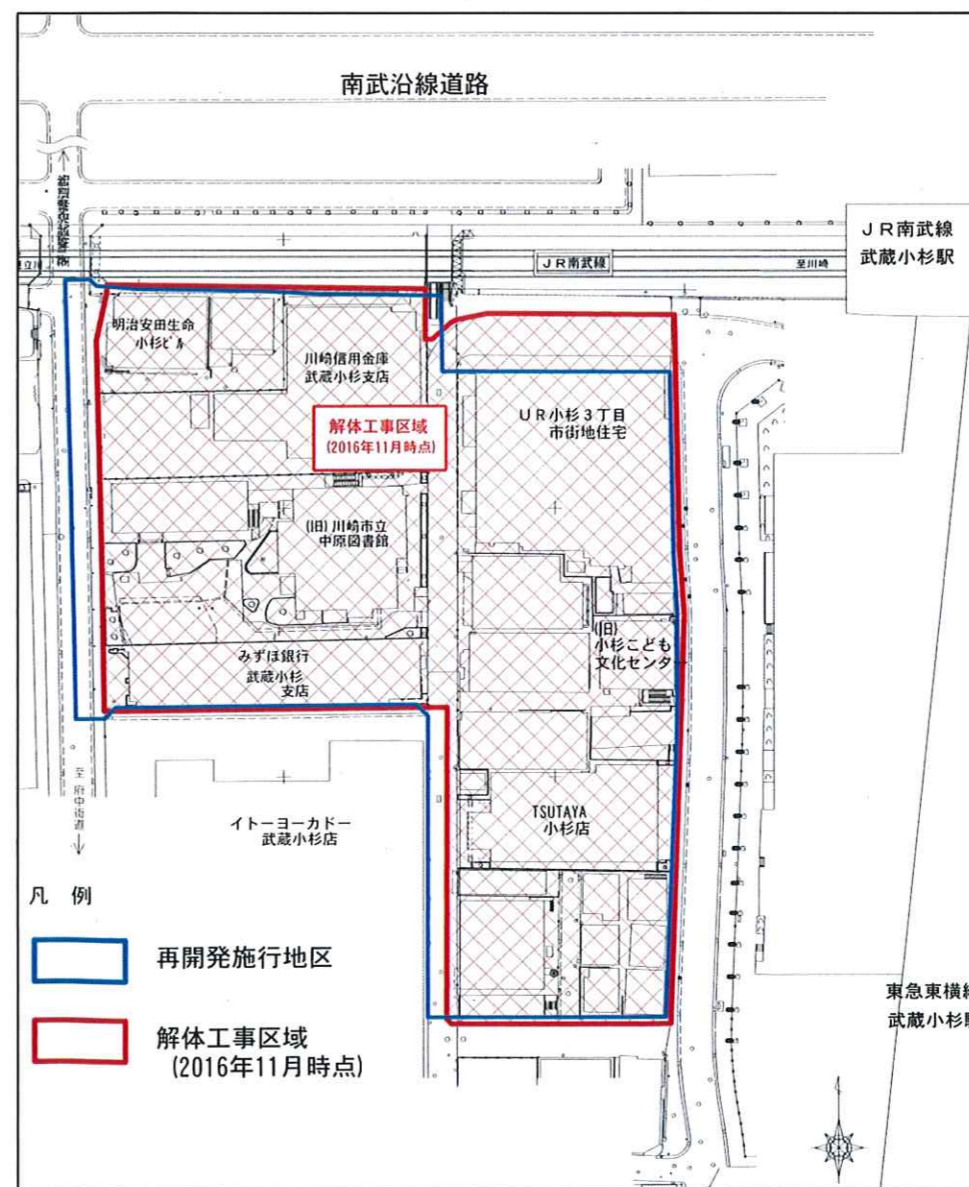 南武沿線道路
JR南武線
武蔵小杉駅
JR南武線
至川崎
明治安田生命
小杉ビル
川崎信用金庫
武蔵小杉支店
解体工事区域
(2016年11月時点)
UR小杉3丁目
市街地住宅
(旧)川崎市立
中原図書館
(旧)
小杉こども
文化センタ
みずほ銀行
武蔵小杉
支店
至 府中街道
イトーヨーカドー
武蔵小杉店
TSUTAYA
小杉店
凡 例
再開発施行地区
解体工事区域
(2016年11月時点)
東急東横線
武蔵小杉駅